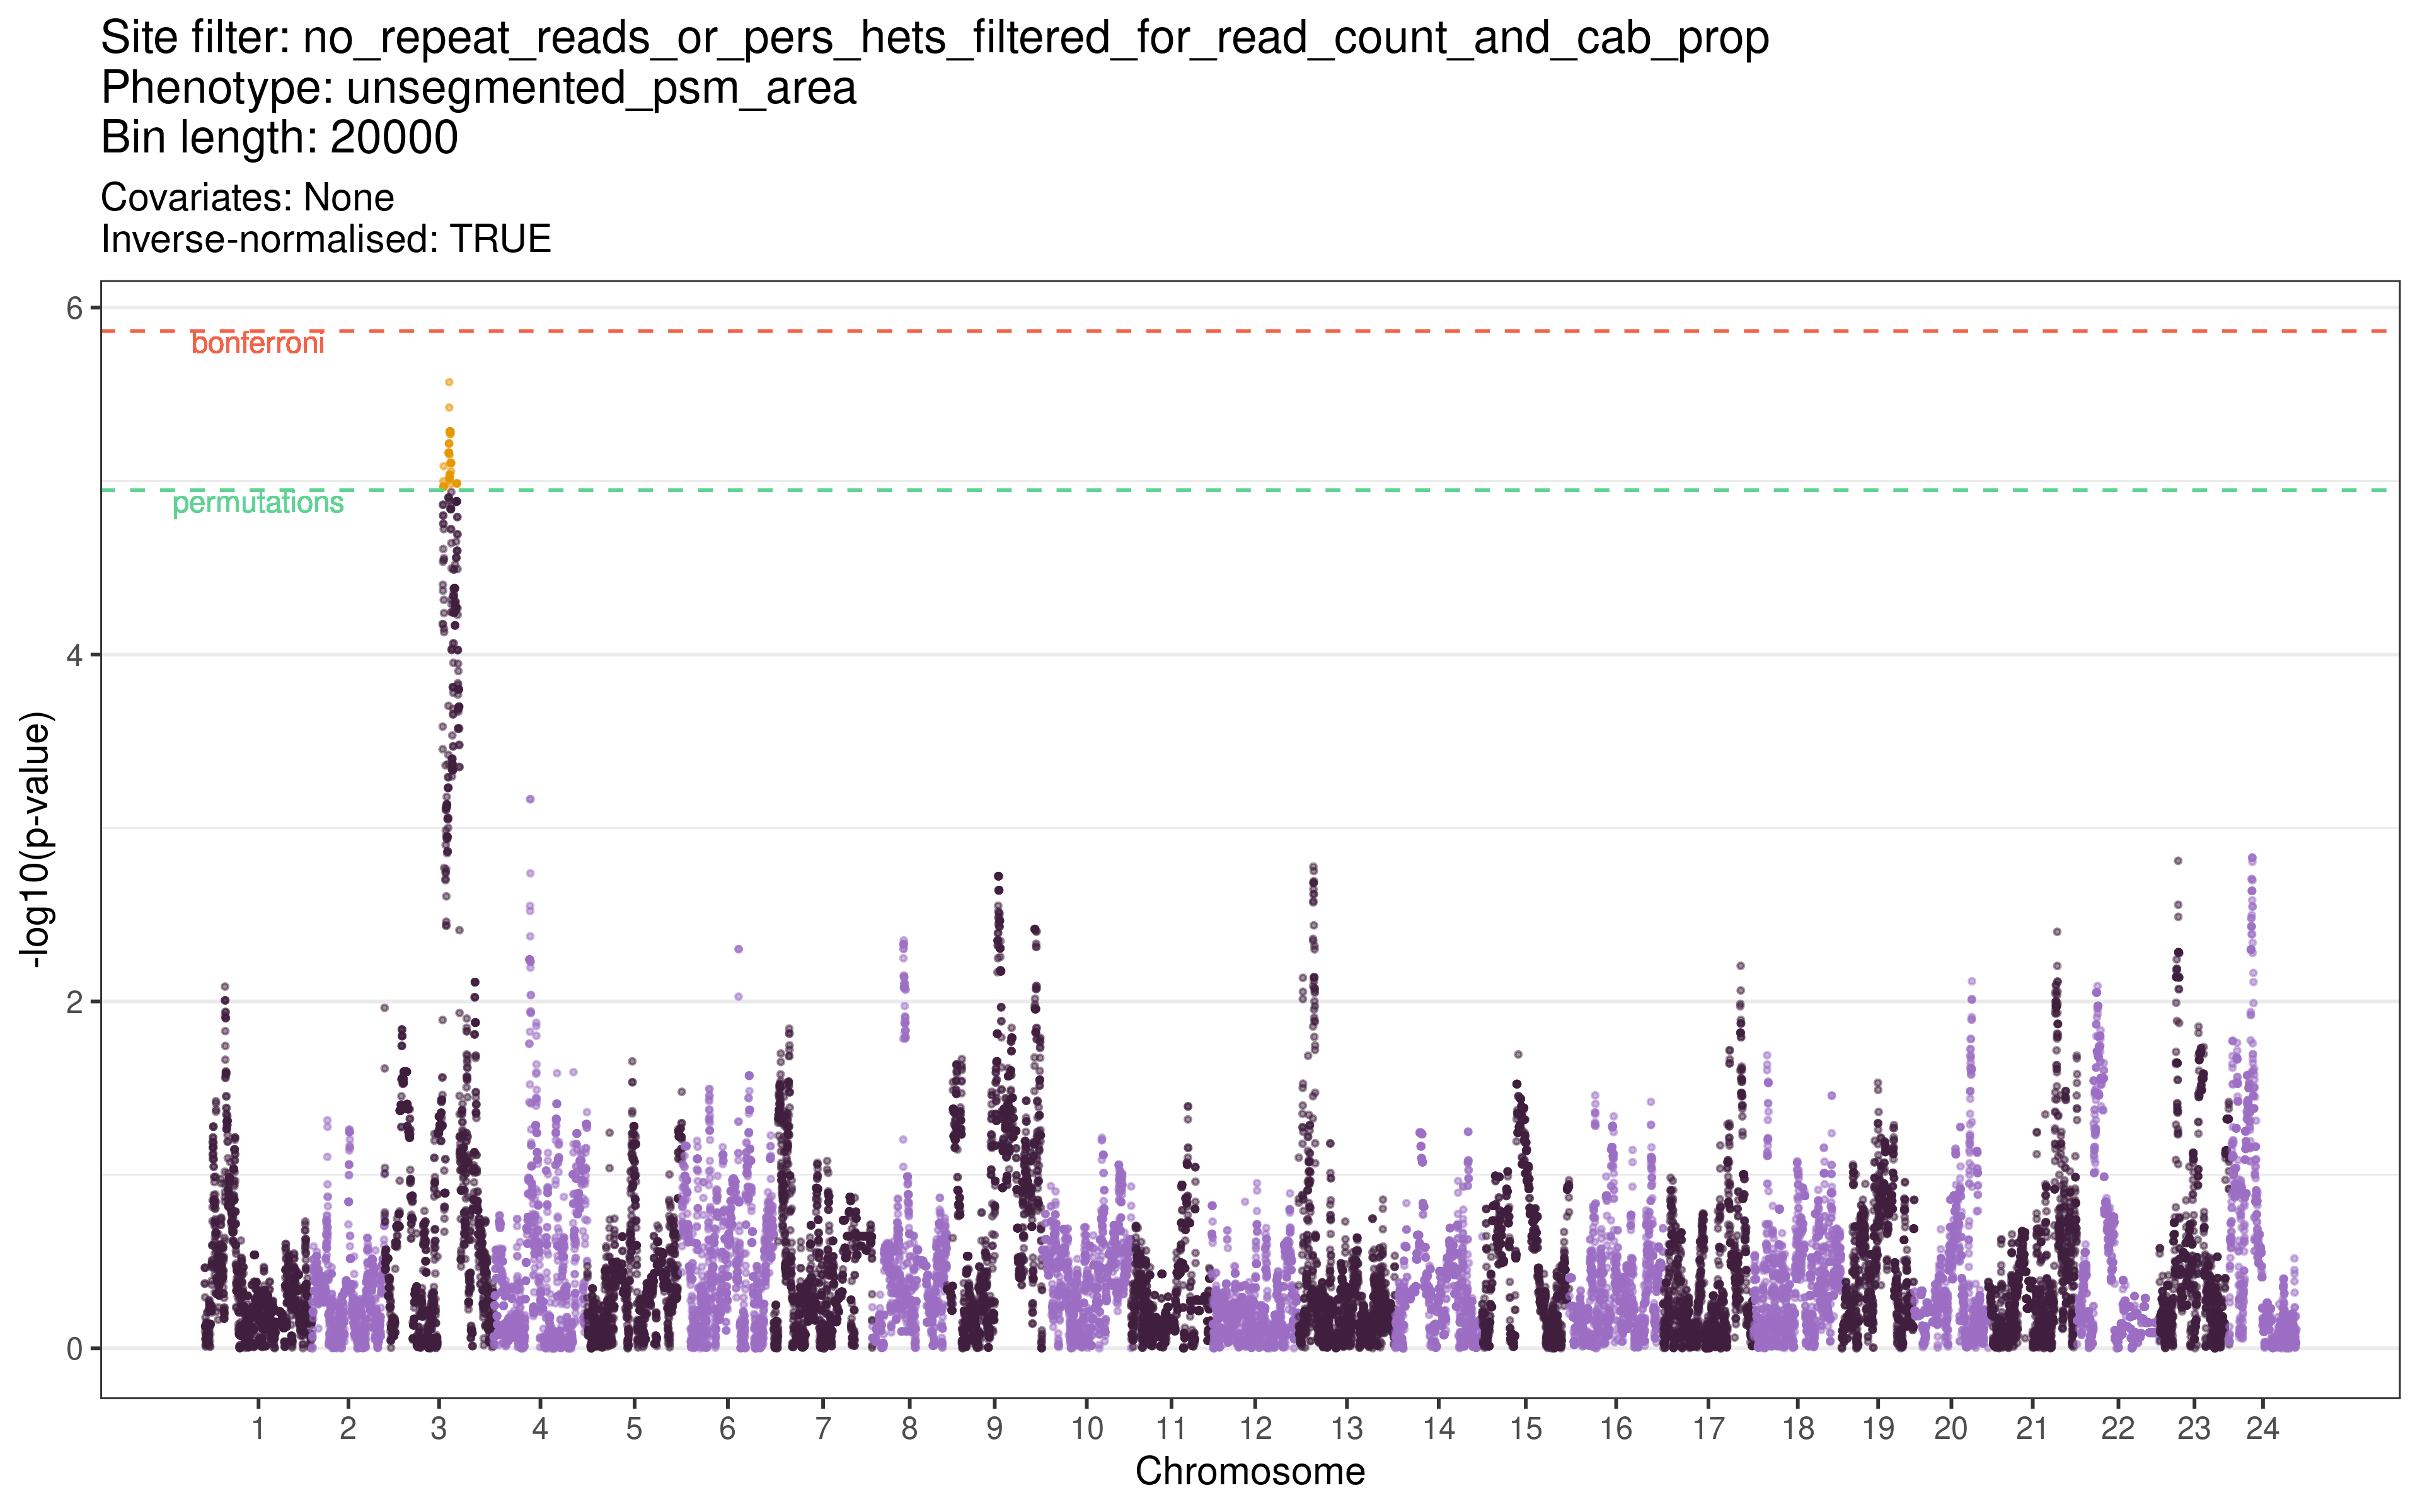 Site filter: no_repeat_reads_or_pers_hets_filtered_for_read_count_and_cab_prop
Phenotype: unsegmented_psm_area
Bin length: 20000
Covariates: None
Inverse-normalised: TRUE
6
bonferroni
permutations
4
2
0
-log10(p-value)
1 2 3 4 5 6 7 8 9 10 11 12 13 14 15 16 17 18 19 20 21 22 23 24
Chromosome